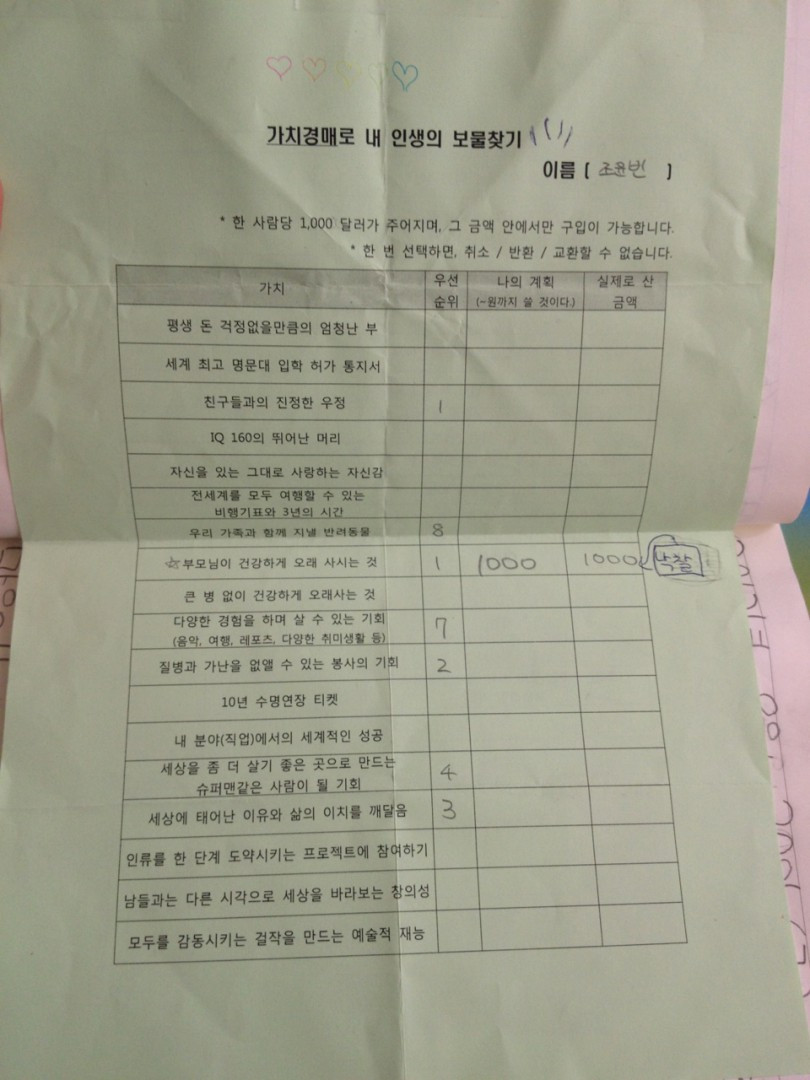 가치경매로 내 인생의 보물찾기
이름 ( 조윤빈 )
* 한 사람당 1,000 달러가 주어지며, 그 금액 안에서만 구입이 가능합니다.
* 한 번 선택하면, 취소 / 반환 / 교환할 수 없습니다.
가치 우선순위 나의 계획 (~원까지 쓸 것이다.) 실제로 산 금액
평생 돈 걱정없을만큼의 엄청난 부
세계 최고 명문대 입학 허가 통지서
친구들과의 진정한 우정 1
IQ 160의 뛰어난 머리
자신을 있는 그대로 사랑하는 자신감
전세계를 모두 여행할 수 있는
비행기표와 3년의 시간
우리 가족과 함께 지낼 반려동물 8
☆부모님이 건강하게 오래 사시는 것 1 1000 1000 낙찰
큰 병 없이 건강하게 오래사는 것
다양한 경험을 하며 살 수 있는 기회 7
(음악, 여행, 레포츠, 다양한 취미생활 등)
질병과 가난을 없앨 수 있는 봉사의 기회 2
10년 수명연장 티켓
내 분야(직업)에서의 세계적인 성공
세상을 좀 더 살기 좋은 곳으로 만드는 4
슈퍼맨같은 사람이 될 기회
세상에 태어난 이유와 삶의 이치를 깨달음 3
인류를 한 단계 도약시키는 프로젝트에 참여하기
남들과는 다른 시각으로 세상을 바라보는 창의성
모두를 감동시키는 걸작을 만드는 예술적 재능